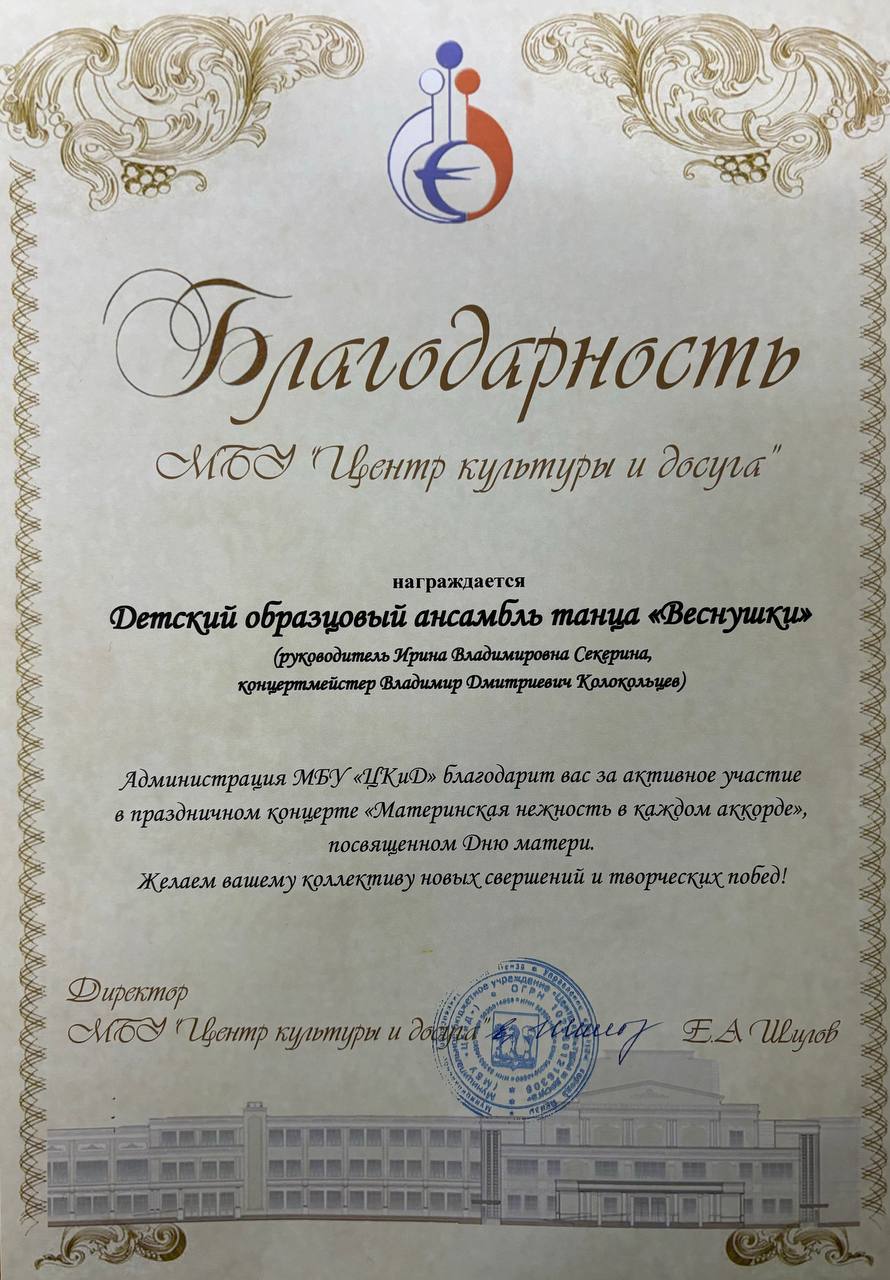 Благодарность
МБУ "Центр культуры и досуга"
награждается
Детский образцовый ансамбль танца «Веснушки»
(руководитель Ирина Владимировна Секерина,
концертмейстер Владимир Дмитриевич Колокольцев)
Администрация МБУ «ЦКиД» благодарит вас за активное участие
в праздничном концерте «Материнская нежность в каждом аккорде»,
посвященном Дню матери.
Желаем вашему коллективу новых свершений и творческих побед!
Директор
МБУ "Центр культуры и досуга"
Е.А Шилов